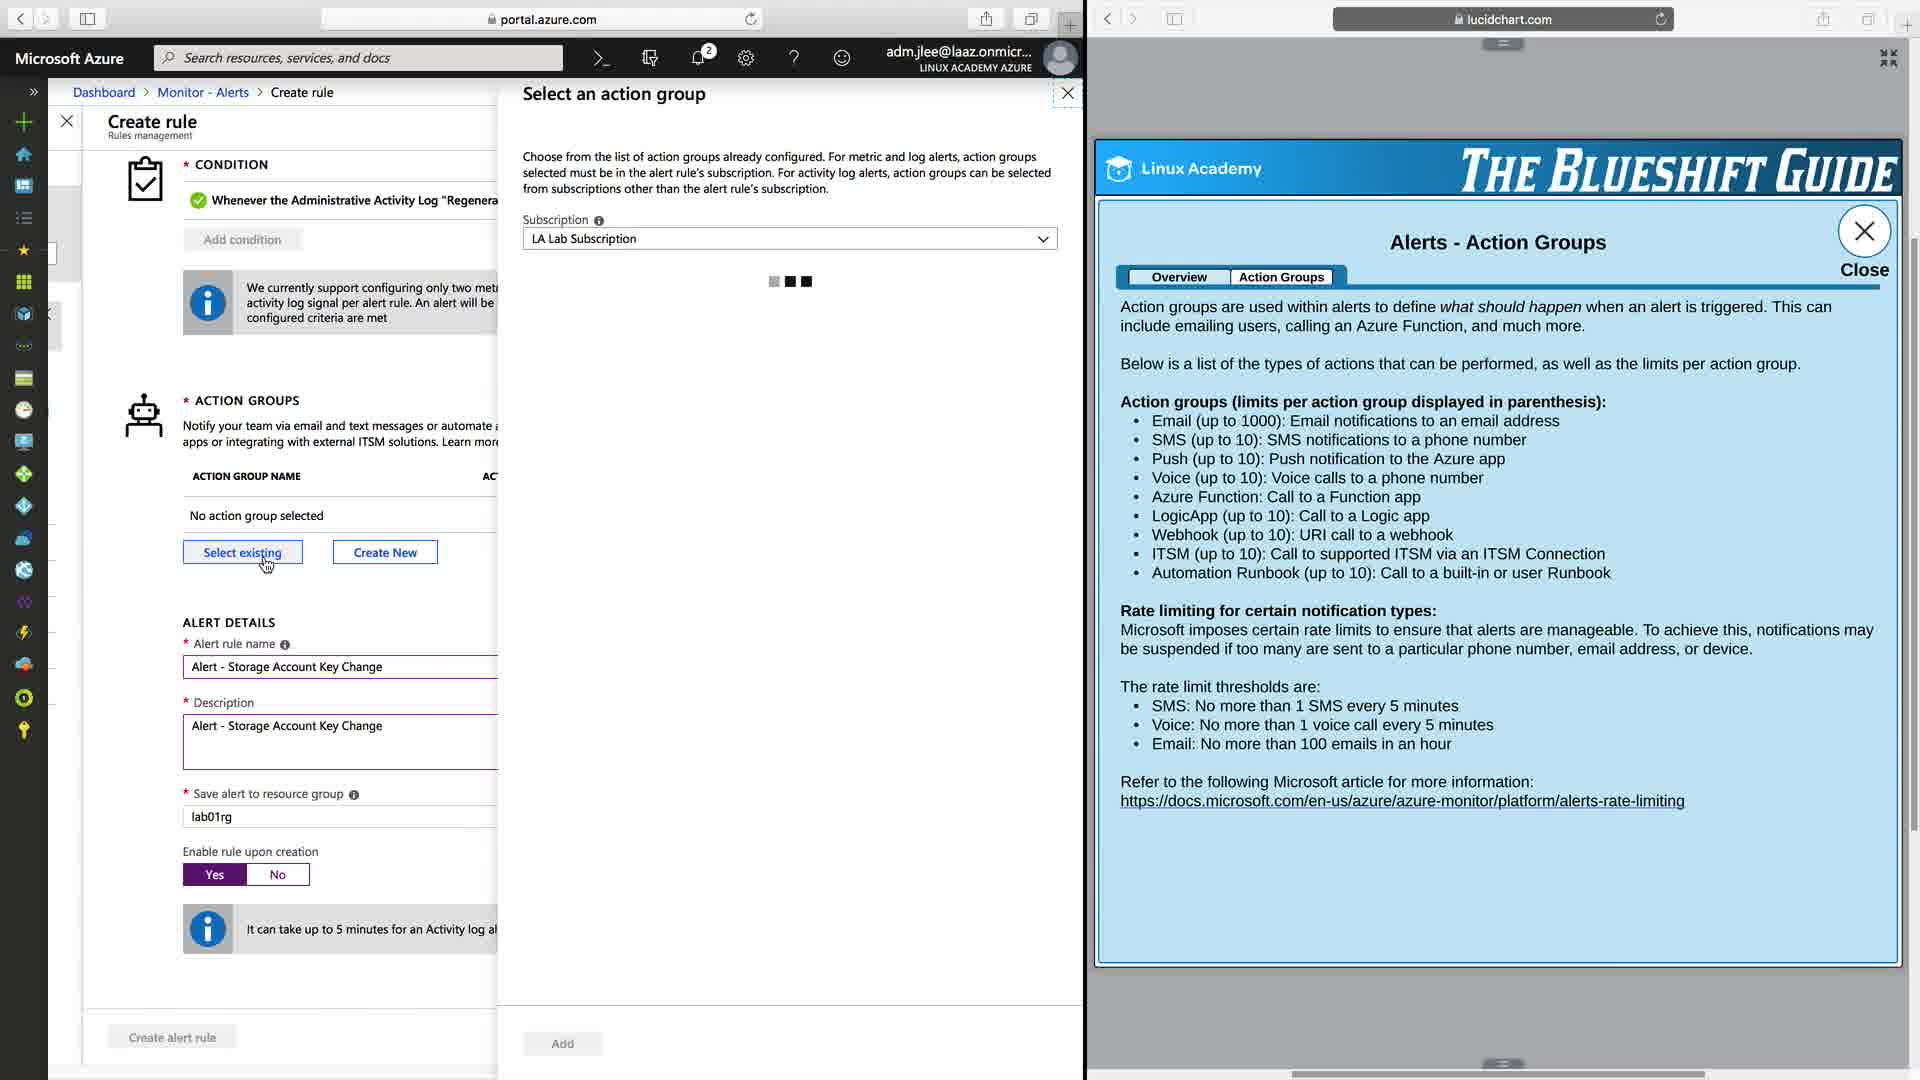 portal.azure.com
Microsoft Azure
Search resources, services, and docs
2
adm.jlee@laaz.onmicr...
LINUX ACADEMY AZURE
Dashboard > Monitor - Alerts > Create rule
Create rule
Rules management
* CONDITION
Whenever the Administrative Activity Log "Regenera
Add condition
We currently support configuring only two metr
activity log signal per alert rule. An alert will be
configured criteria are met
* ACTION GROUPS
Notify your team via email and text messages or automate a
apps or integrating with external ITSM solutions. Learn more
ACTION GROUP NAME
AC
No action group selected
Select existing
Create New
ALERT DETAILS
* Alert rule name
Alert - Storage Account Key Change
* Description
Alert - Storage Account Key Change
* Save alert to resource group
lab01rg
Enable rule upon creation
Yes
No
It can take up to 5 minutes for an Activity log al
Create alert rule
Select an action group
Choose from the list of action groups already configured. For metric and log alerts, action groups
selected must be in the alert rule's subscription. For activity log alerts, action groups can be selected
from subscriptions other than the alert rule's subscription.
Subscription
LA Lab Subscription
Add
lucidchart.com
Linux Academy
THE BLUESHIFT GUIDE
Alerts - Action Groups
Close
Overview
Action Groups
Action groups are used within alerts to define what should happen when an alert is triggered. This can
include emailing users, calling an Azure Function, and much more.
Below is a list of the types of actions that can be performed, as well as the limits per action group.
Action groups (limits per action group displayed in parenthesis):
• Email (up to 1000): Email notifications to an email address
• SMS (up to 10): SMS notifications to a phone number
• Push (up to 10): Push notification to the Azure app
• Voice (up to 10): Voice calls to a phone number
• Azure Function: Call to a Function app
• LogicApp (up to 10): Call to a Logic app
• Webhook (up to 10): URI call to a webhook
• ITSM (up to 10): Call to supported ITSM via an ITSM Connection
• Automation Runbook (up to 10): Call to a built-in or user Runbook
Rate limiting for certain notification types:
Microsoft imposes certain rate limits to ensure that alerts are manageable. To achieve this, notifications may
be suspended if too many are sent to a particular phone number, email address, or device.
The rate limit thresholds are:
• SMS: No more than 1 SMS every 5 minutes
• Voice: No more than 1 voice call every 5 minutes
• Email: No more than 100 emails in an hour
Refer to the following Microsoft article for more information:
https://docs.microsoft.com/en-us/azure/azure-monitor/platform/alerts-rate-limiting